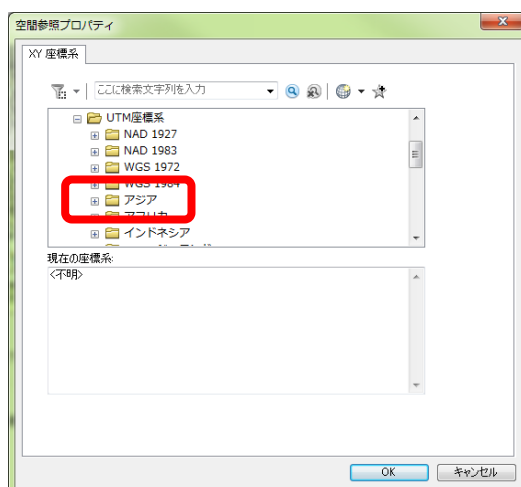 空間参照プロパティ
XY 座標系
ここに検索文字列を入力
UTM座標系
NAD 1927
NAD 1983
WGS 1972
WGS 1984
アジア
アフリカ
インドネシア
現在の座標系:
<不明>
OK
キャンセル